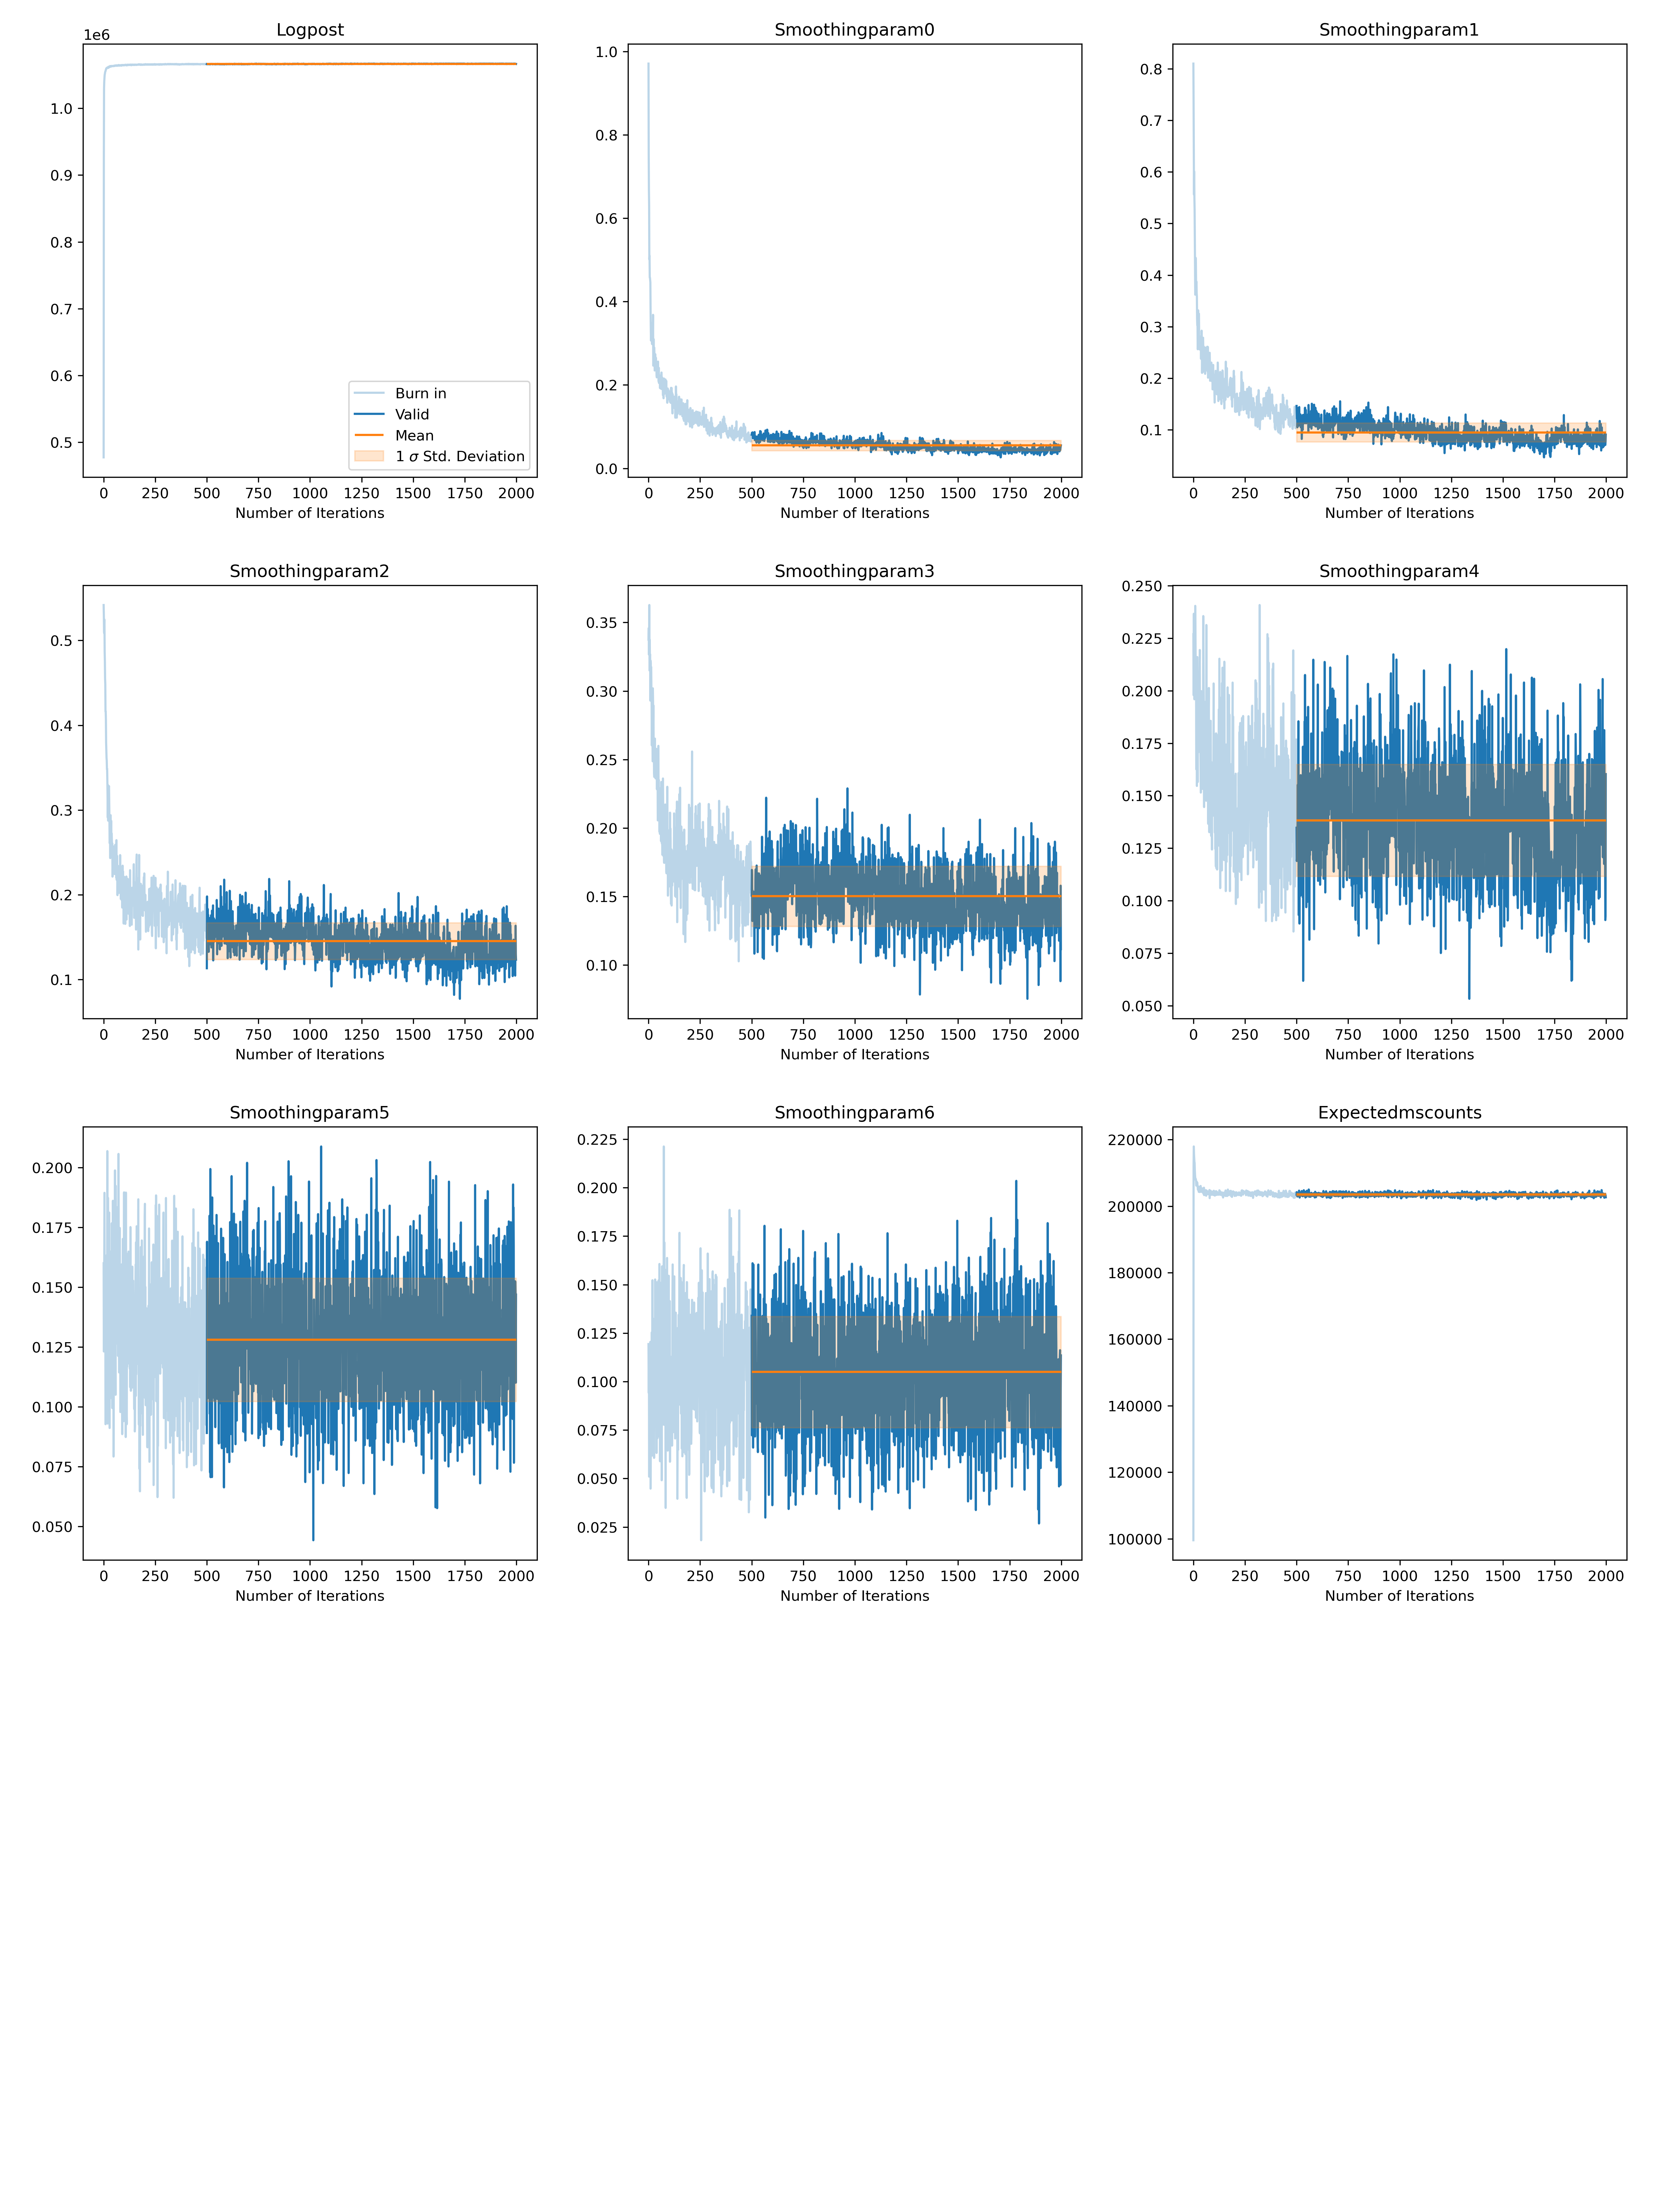 Logpost
1e6
1.0
0.9
0.8
0.7
0.6
0.5
Burn in
Valid
Mean
1 σ Std. Deviation
0 250 500 750 1000 1250 1500 1750 2000
Number of Iterations
Smoothingparam0
1.0
0.8
0.6
0.4
0.2
0.0
0 250 500 750 1000 1250 1500 1750 2000
Number of Iterations
Smoothingparam1
0.8
0.7
0.6
0.5
0.4
0.3
0.2
0.1
0 250 500 750 1000 1250 1500 1750 2000
Number of Iterations
Smoothingparam2
0.5
0.4
0.3
0.2
0.1
0 250 500 750 1000 1250 1500 1750 2000
Number of Iterations
Smoothingparam3
0.35
0.30
0.25
0.20
0.15
0.10
0 250 500 750 1000 1250 1500 1750 2000
Number of Iterations
Smoothingparam4
0.250
0.225
0.200
0.175
0.150
0.125
0.100
0.075
0.050
0 250 500 750 1000 1250 1500 1750 2000
Number of Iterations
Smoothingparam5
0.200
0.175
0.150
0.125
0.100
0.075
0.050
0 250 500 750 1000 1250 1500 1750 2000
Number of Iterations
Smoothingparam6
0.225
0.200
0.175
0.150
0.125
0.100
0.075
0.050
0.025
0 250 500 750 1000 1250 1500 1750 2000
Number of Iterations
Expectedmscounts
220000
200000
180000
160000
140000
120000
100000
0 250 500 750 1000 1250 1500 1750 2000
Number of Iterations